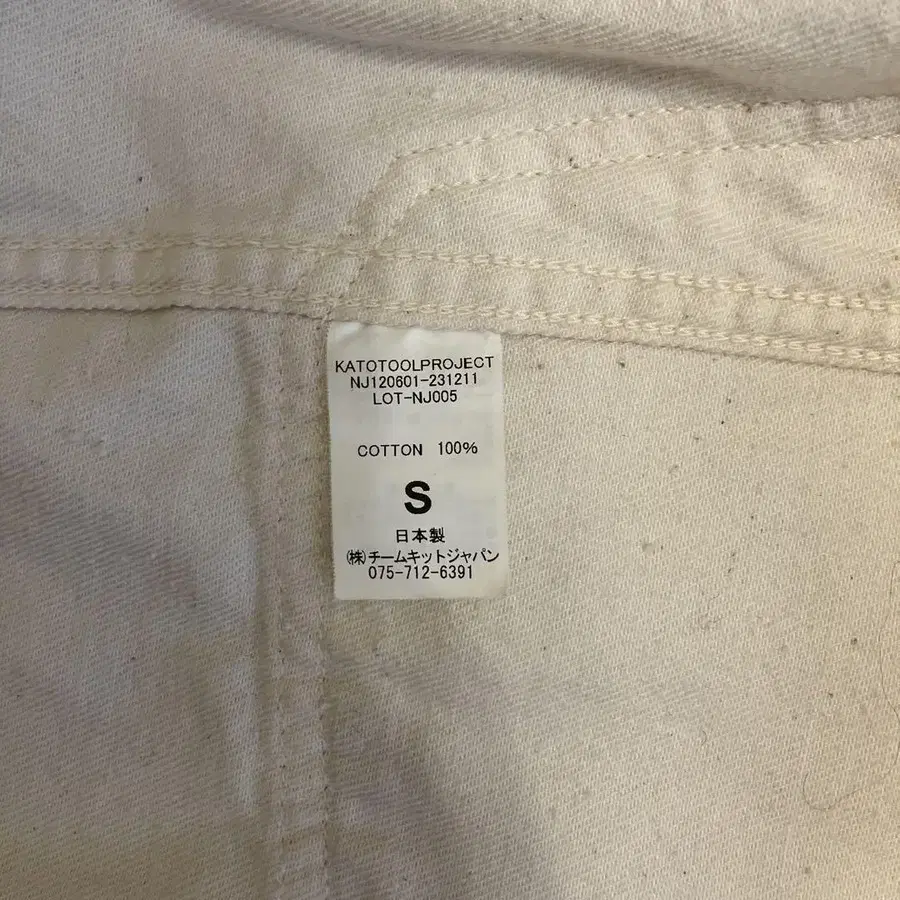 KATOTOOLPROJECT
NJ120601-231211
LOT-NJ005
COTTON 100%
S
日本製
㈱チームキットジャパン
075-712-6391